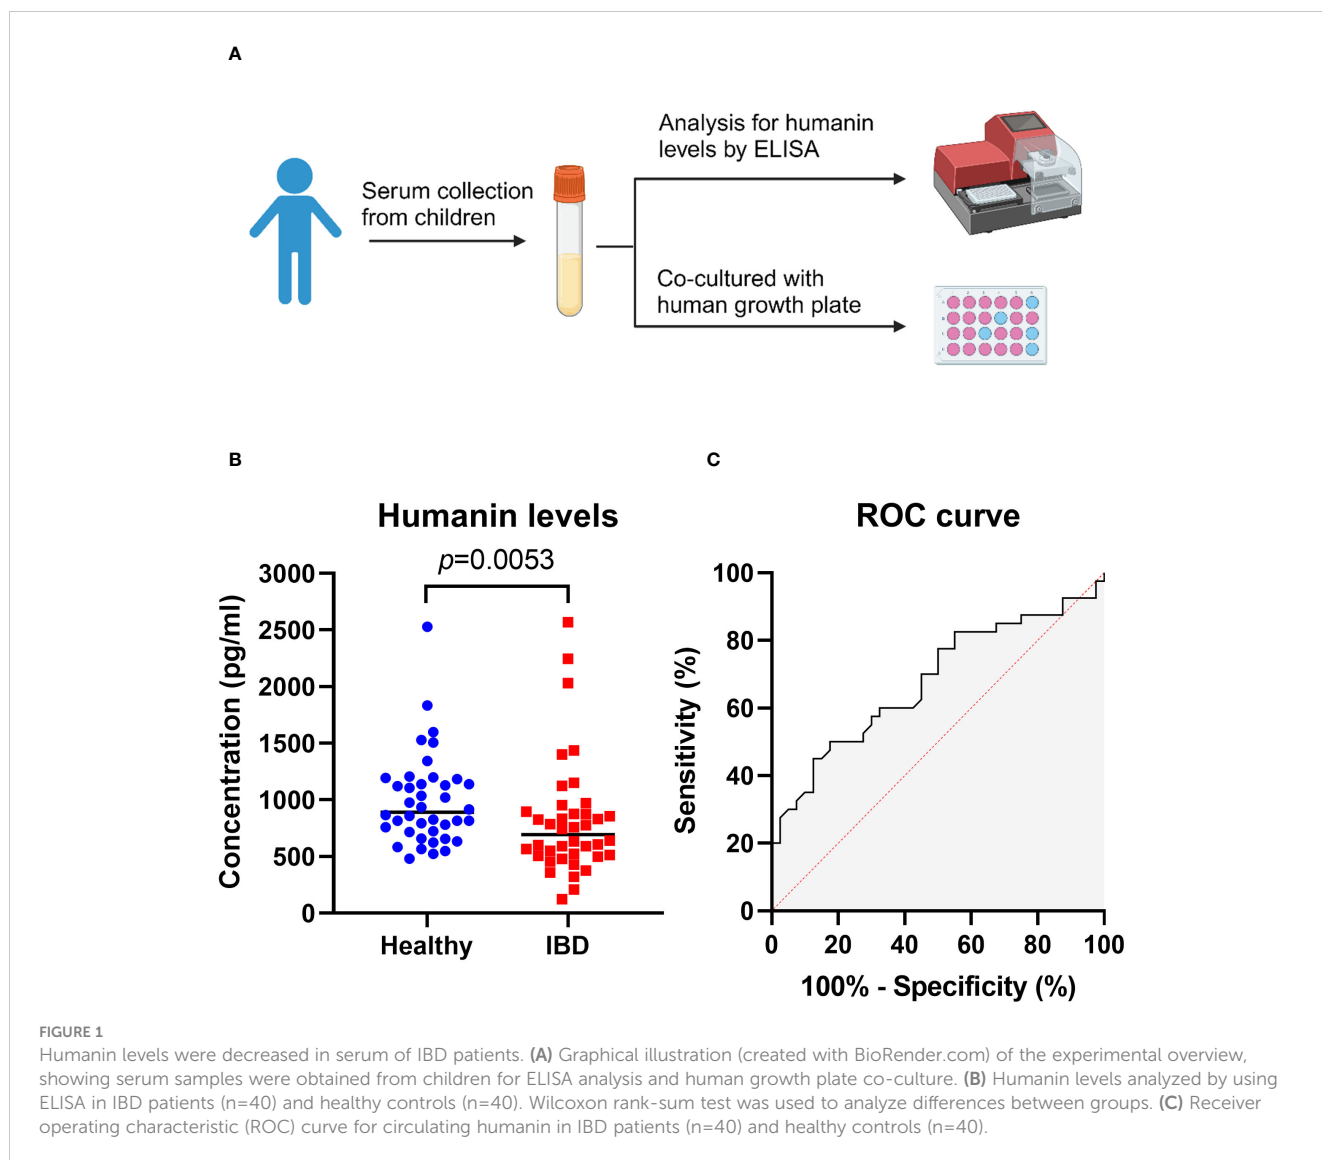 A
Serum collection
from children
Analysis for humanin
levels by ELISA
Co-cultured with
human growth plate
B
Humanin levels
p=0.0053
Concentration (pg/ml)
3000
2500
2000
1500
1000
500
0
Healthy
IBD
C
ROC curve
Sensitivity (%)
100
80
60
40
20
0
0
20
40
60
80
100
100% - Specificity (%)
FIGURE 1
Humanin levels were decreased in serum of IBD patients. (A) Graphical illustration (created with BioRender.com) of the experimental overview,
showing serum samples were obtained from children for ELISA analysis and human growth plate co-culture. (B) Humanin levels analyzed by using
ELISA in IBD patients (n=40) and healthy controls (n=40). Wilcoxon rank-sum test was used to analyze differences between groups. (C) Receiver
operating characteristic (ROC) curve for circulating humanin in IBD patients (n=40) and healthy controls (n=40).